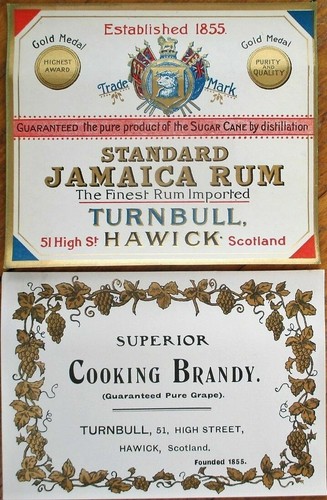 Established 1855.
Gold Medal
Gold Medal
HIGHEST
AWARD
PURITY
AND
QUALITY
Trade Mark
GUARANTEED the pure product of the SUGAR CANE by distillation
STANDARD
JAMAICA RUM
The Finest Rum Imported
TURNBULL,
51 High St HAWICK Scotland
SUPERIOR
COOKING BRANDY.
(Guaranteed Pure Grape).
TURNBULL, 51, HIGH STREET,
HAWICK, Scotland,
Founded 1855.